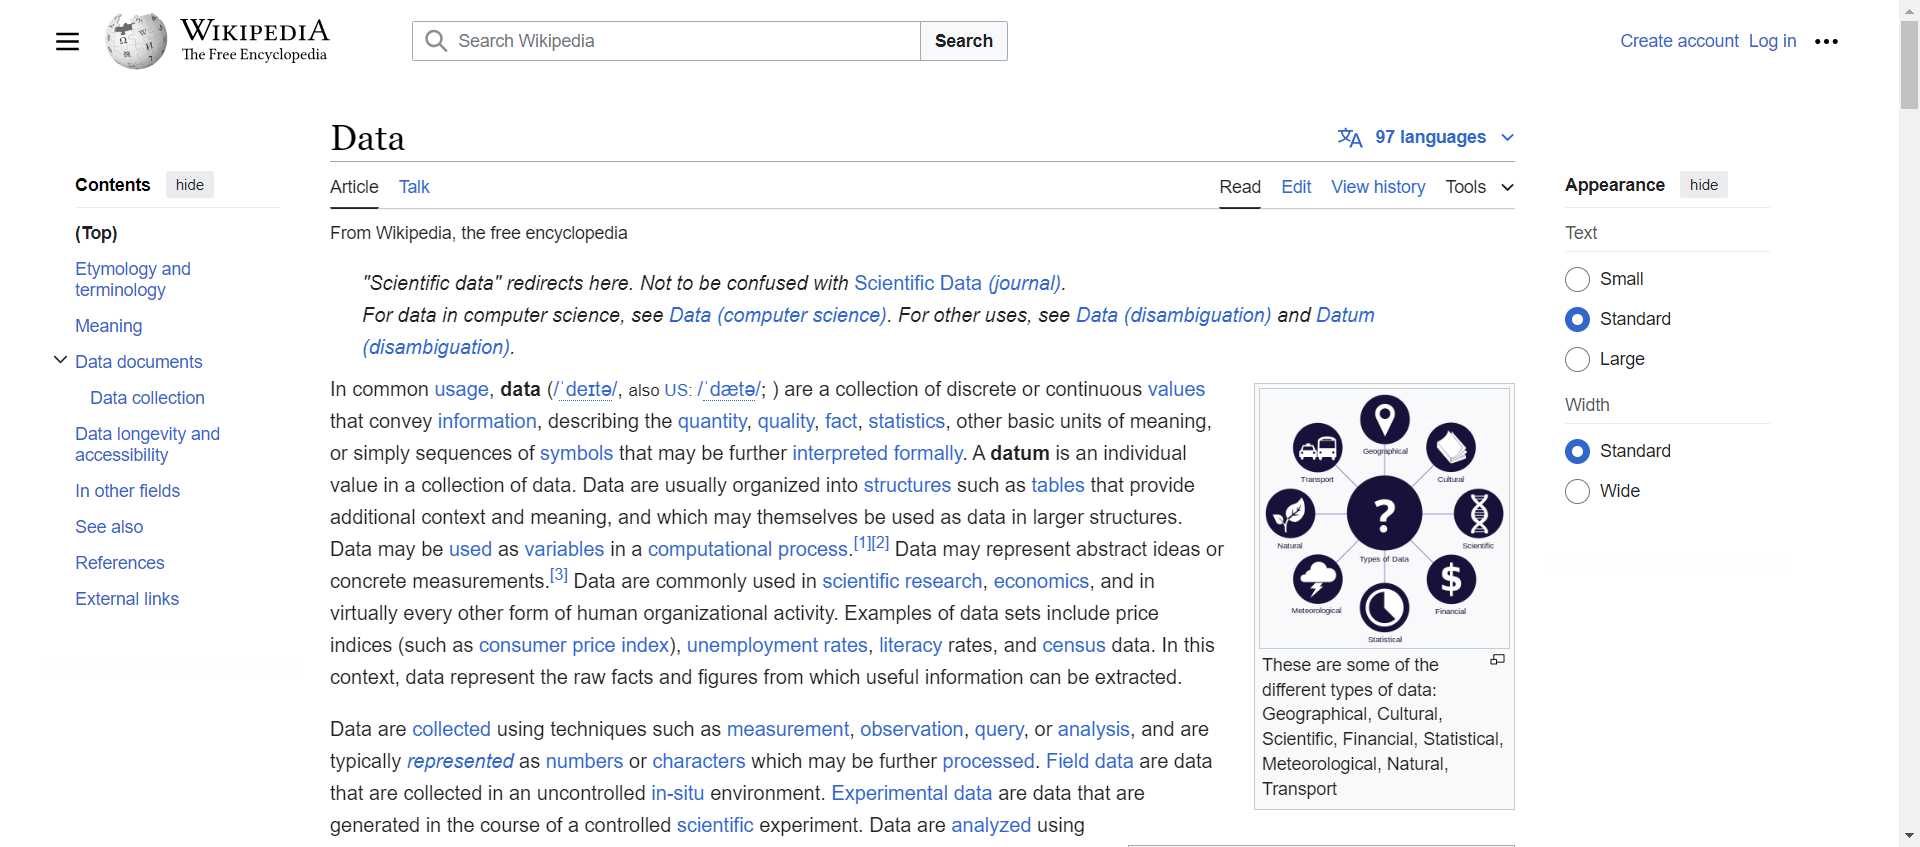 WIKIPEDIA
The Free Encyclopedia
Search Wikipedia
Search
Create account Log in
Data
97 languages
Article Talk
Read Edit View history Tools
From Wikipedia, the free encyclopedia
Contents hide
(Top)
Etymology and
terminology
Meaning
Data documents
Data collection
Data longevity and
accessibility
In other fields
See also
References
External links
"Scientific data" redirects here. Not to be confused with Scientific Data (journal).
For data in computer science, see Data (computer science). For other uses, see Data (disambiguation) and Datum
(disambiguation).
In common usage, data (/ˈdeɪtə/, also US: /ˈdætə/; ) are a collection of discrete or continuous values
that convey information, describing the quantity, quality, fact, statistics, other basic units of meaning,
or simply sequences of symbols that may be further interpreted formally. A datum is an individual
value in a collection of data. Data are usually organized into structures such as tables that provide
additional context and meaning, and which may themselves be used as data in larger structures.
Data may be used as variables in a computational process.[1][2] Data may represent abstract ideas or
concrete measurements.[3] Data are commonly used in scientific research, economics, and in
virtually every other form of human organizational activity. Examples of data sets include price
indices (such as consumer price index), unemployment rates, literacy rates, and census data. In this
context, data represent the raw facts and figures from which useful information can be extracted.
Data are collected using techniques such as measurement, observation, query, or analysis, and are
typically represented as numbers or characters which may be further processed. Field data are data
that are collected in an uncontrolled in-situ environment. Experimental data are data that are
generated in the course of a controlled scientific experiment. Data are analyzed using
Geographical
Transport
Cultural
?
Natural
Scientific
Types of Data
$
Meteorological
Financial
Statistical
These are some of the
different types of data:
Geographical, Cultural,
Scientific, Financial, Statistical,
Meteorological, Natural,
Transport
Appearance hide
Text
Small
Standard
Large
Width
Standard
Wide